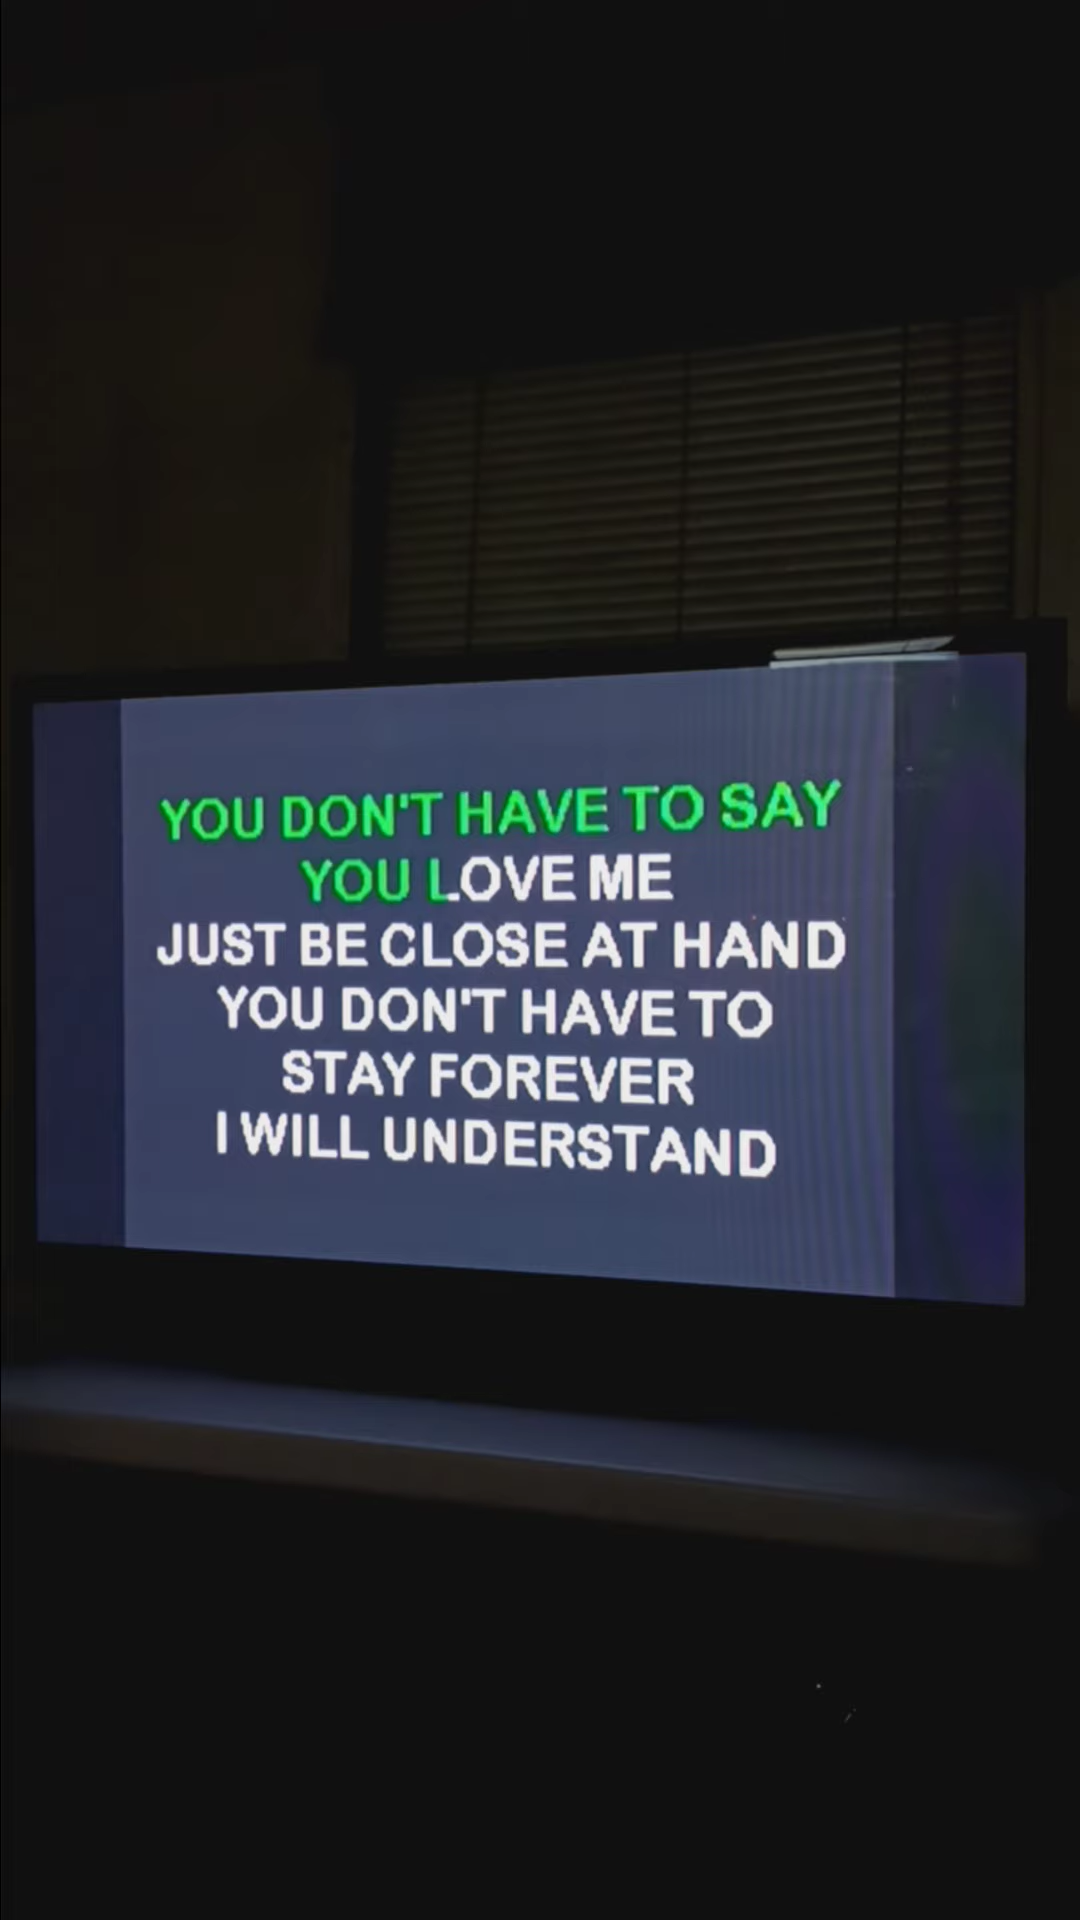 YOU DON'T HAVE TO SAY
YOU LOVE ME
JUST BE CLOSE AT HAND
YOU DON'T HAVE TO
STAY FOREVER
I WILL UNDERSTAND